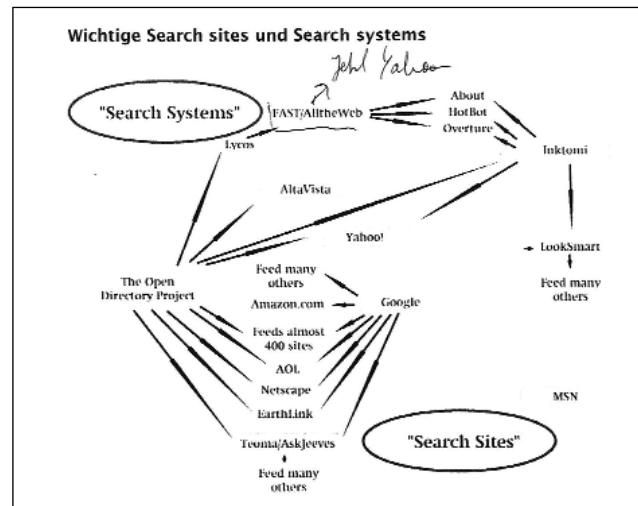 Wichtige Search sites und Search systems
Jetzt Yahoo
"Search Systems"
FAST/AlltheWeb
About
HotBot
Overture
Lycos
Inktomi
AltaVista
Yahoo!
LookSmart
Feed many
others
The Open
Directory Project
Feed many
others
Amazon.com
Google
Feeds almost
400 sites
AOL
Netscape
EarthLink
MSN
Teoma/AskJeeves
"Search Sites"
Feed many
others